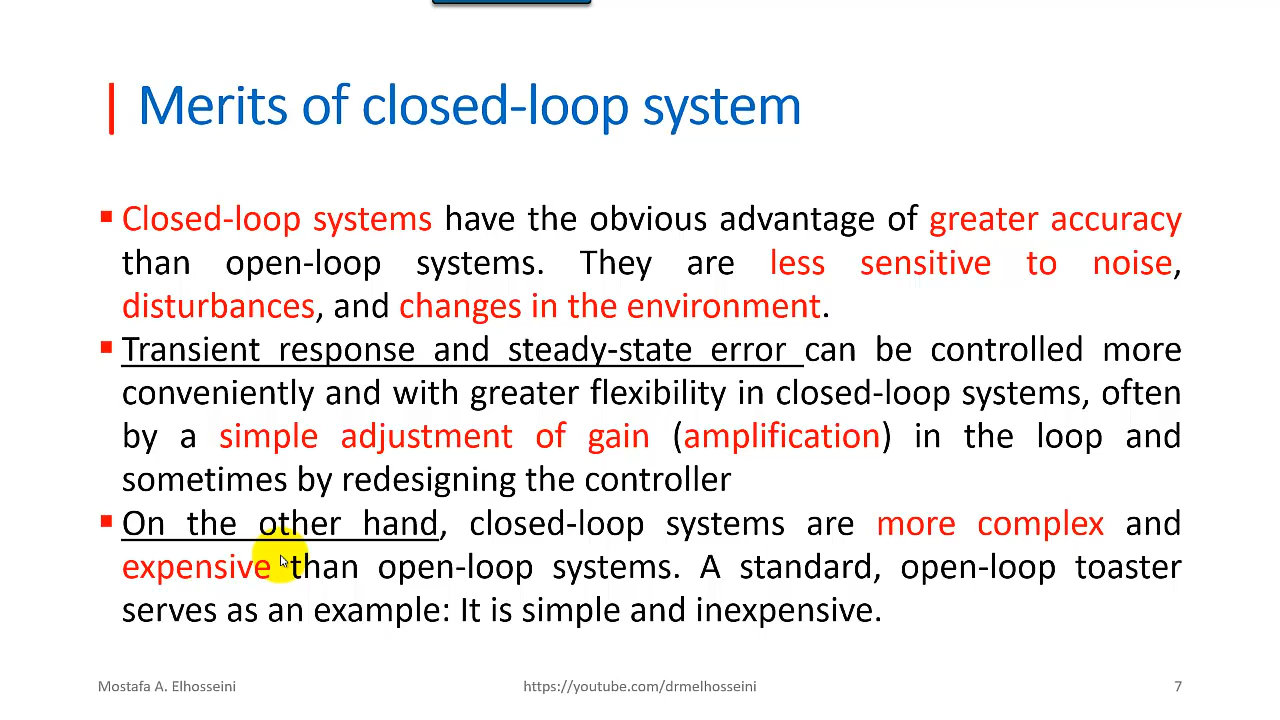 | Merits of closed-loop system
▪ Closed-loop systems have the obvious advantage of greater accuracy
than open-loop systems. They are less sensitive to noise,
disturbances, and changes in the environment.
▪ Transient response and steady-state error can be controlled more
conveniently and with greater flexibility in closed-loop systems, often
by a simple adjustment of gain (amplification) in the loop and
sometimes by redesigning the controller
▪ On the other hand, closed-loop systems are more complex and
expensive than open-loop systems. A standard, open-loop toaster
serves as an example: It is simple and inexpensive.
Mostafa A. Elhosseini
https://youtube.com/drmelhosseini
7